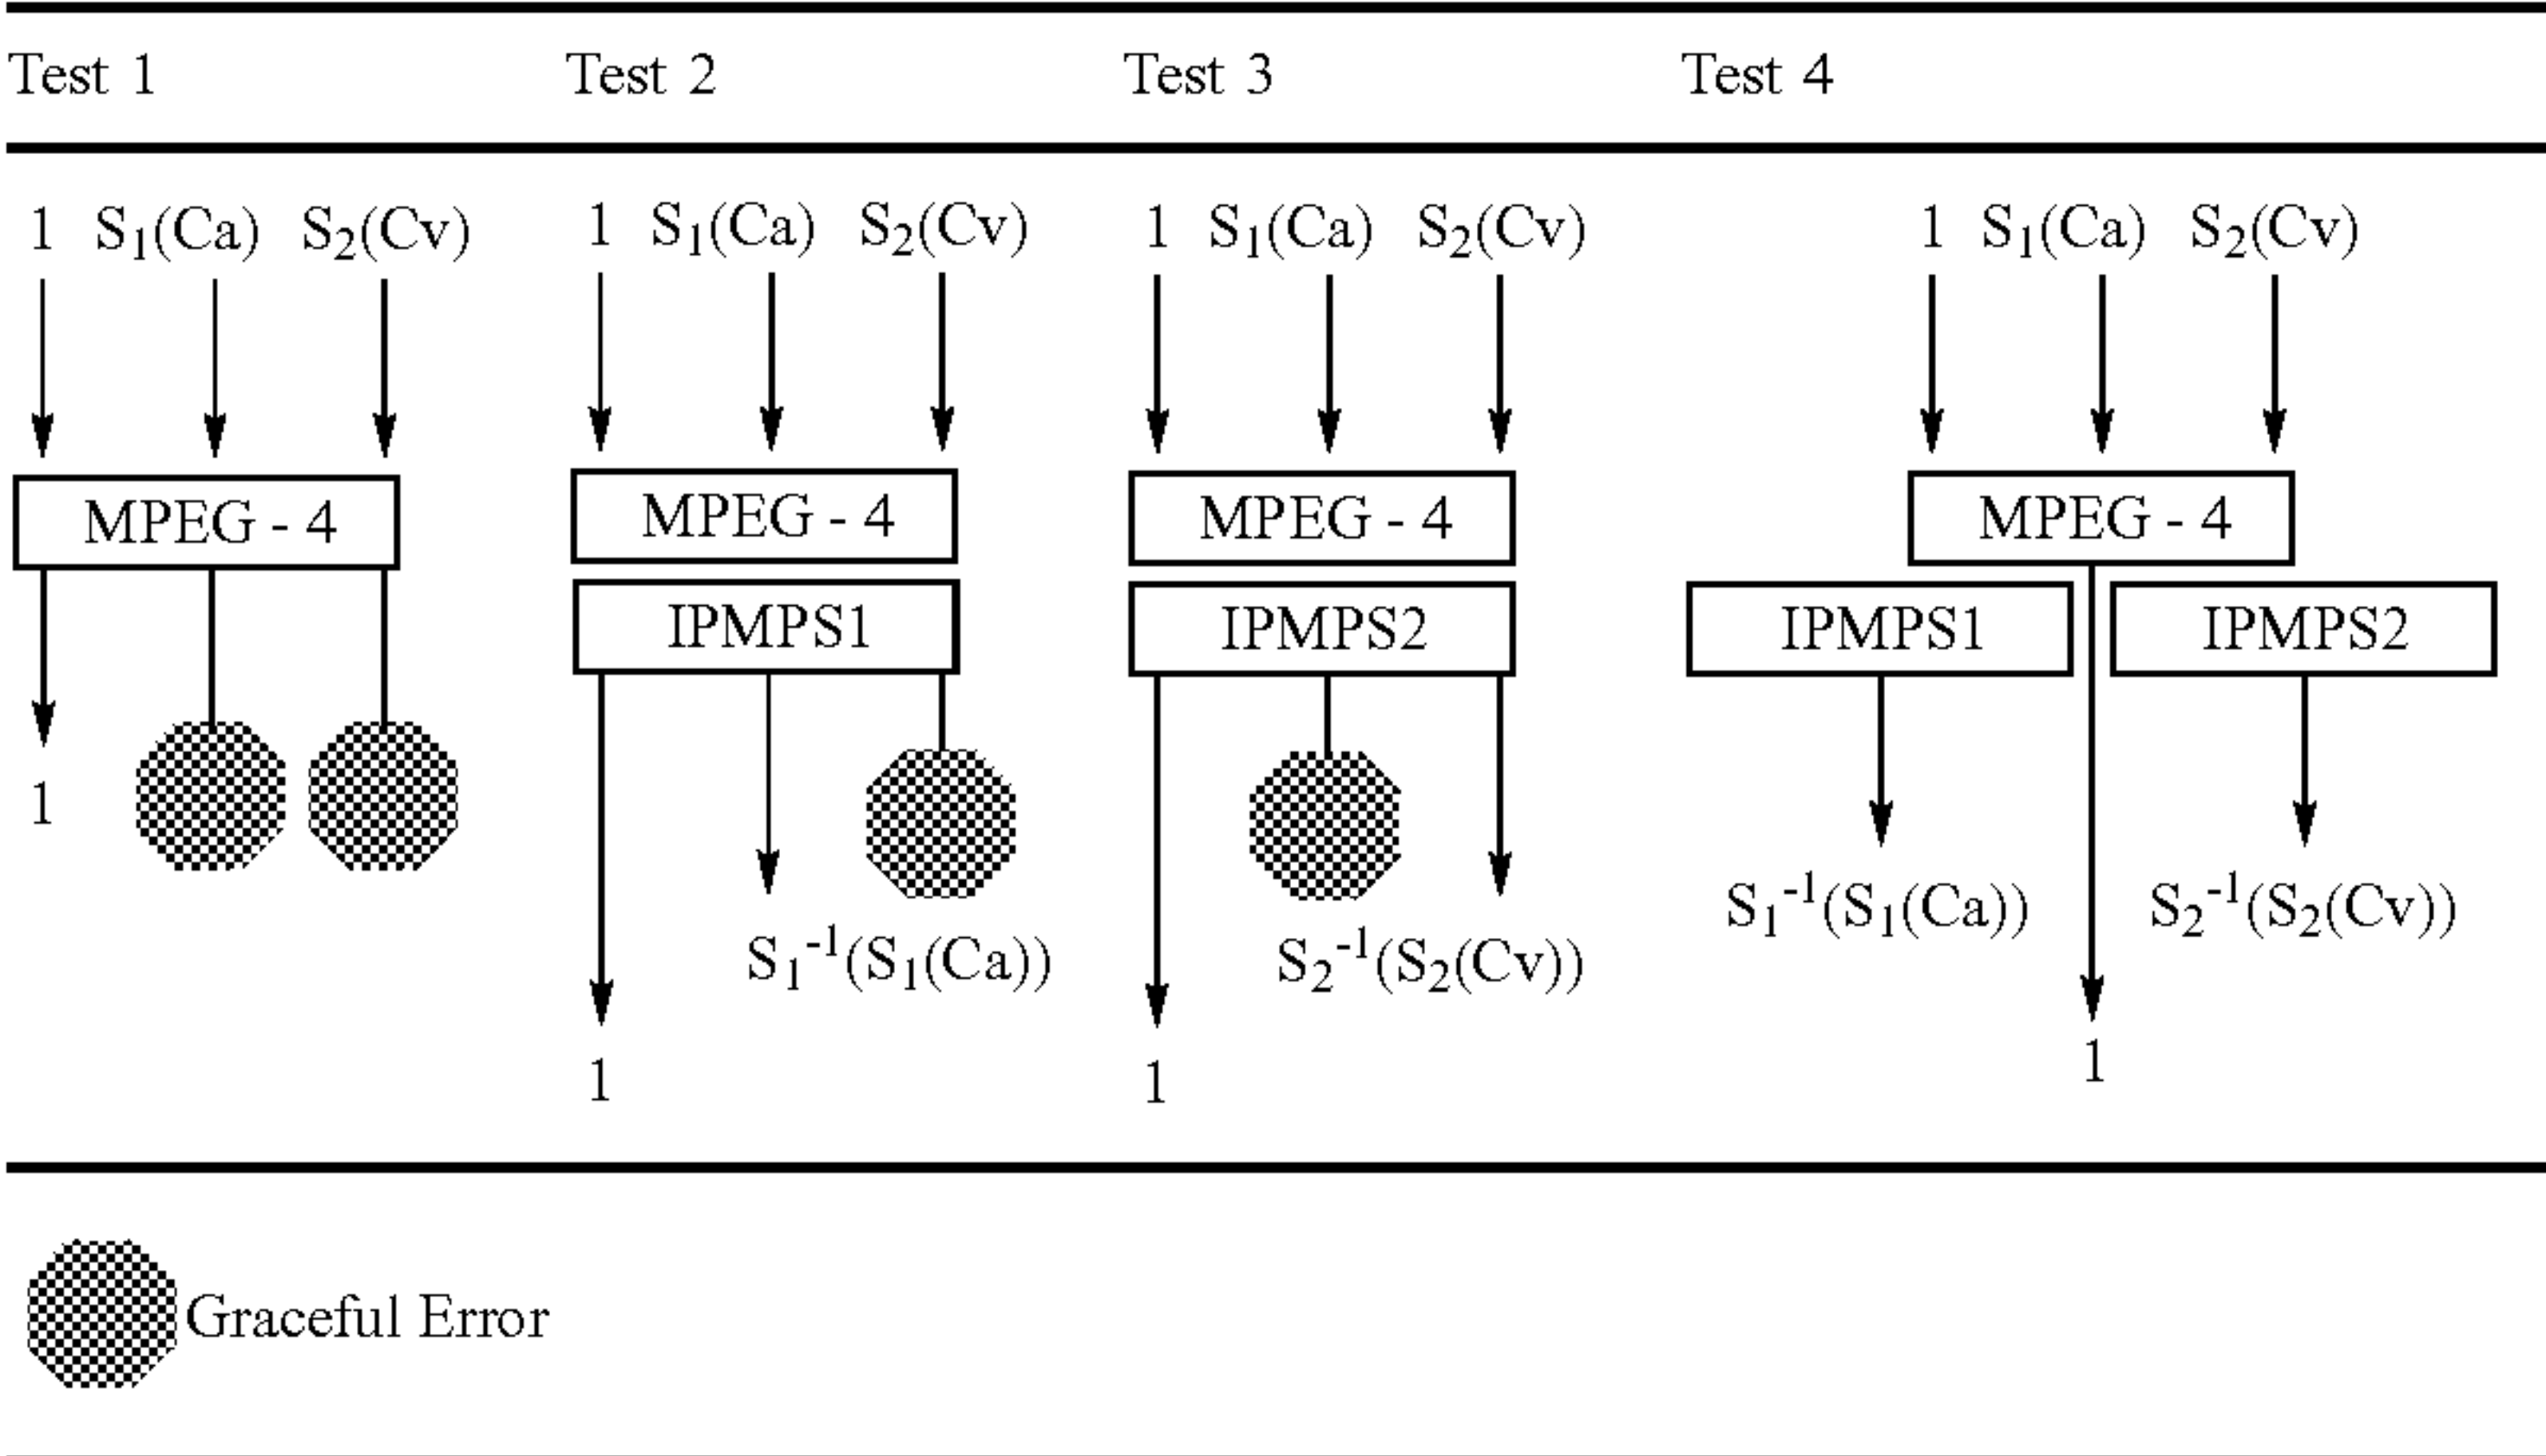 Test 1 Test 2 Test 3 Test 4
1 S₁(Ca) S₂(Cv) 1 S₁(Ca) S₂(Cv) 1 S₁(Ca) S₂(Cv) 1 S₁(Ca) S₂(Cv)
MPEG - 4 MPEG - 4 MPEG - 4 MPEG - 4
IPMPS1 IPMPS2 IPMPS1 IPMPS2
1
S₁⁻¹(S₁(Ca)) S₂⁻¹(S₂(Cv)) S₁⁻¹(S₁(Ca)) S₂⁻¹(S₂(Cv))
1 1 1
Graceful Error